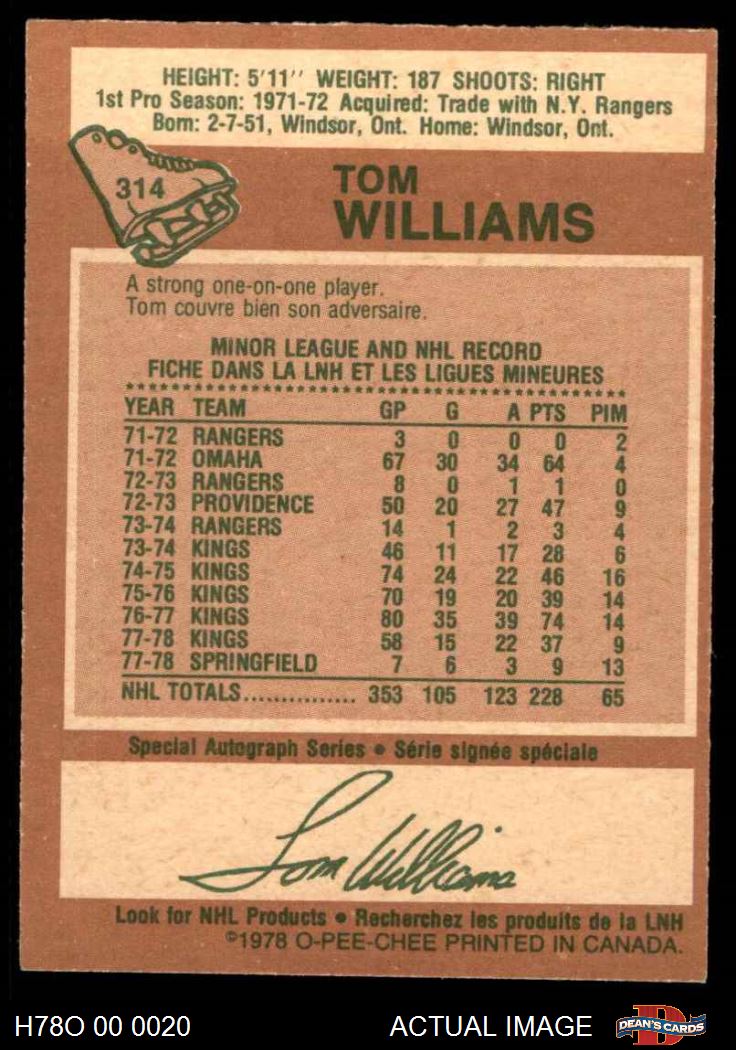 HEIGHT: 5'11'' WEIGHT: 187 SHOOTS: RIGHT
1st Pro Season: 1971-72 Acquired: Trade with N.Y. Rangers
Born: 2-7-51, Windsor, Ont. Home: Windsor, Ont.
314
TOM
WILLIAMS
A strong one-on-one player.
Tom couvre bien son adversaire.
MINOR LEAGUE AND NHL RECORD
FICHE DANS LA LNH ET LES LIGUES MINEURES
YEAR TEAM GP G A PTS PIM
71-72 RANGERS 3 0 0 0 2
71-72 OMAHA 67 30 34 64 4
72-73 RANGERS 8 0 1 1 0
72-73 PROVIDENCE 50 20 27 47 9
73-74 RANGERS 14 1 2 3 4
73-74 KINGS 46 11 17 28 6
74-75 KINGS 74 24 22 46 16
75-76 KINGS 70 19 20 39 14
76-77 KINGS 80 35 39 74 14
77-78 KINGS 58 15 22 37 9
77-78 SPRINGFIELD 7 6 3 9 13
NHL TOTALS................ 353 105 123 228 65
Special Autograph Series • Série signée spéciale
Tom Williams
Look for NHL Products • Recherchez les produits de la LNH
©1978 O-PEE-CHEE PRINTED IN CANADA.
H78O 00 0020 ACTUAL IMAGE DEAN'S CARDS